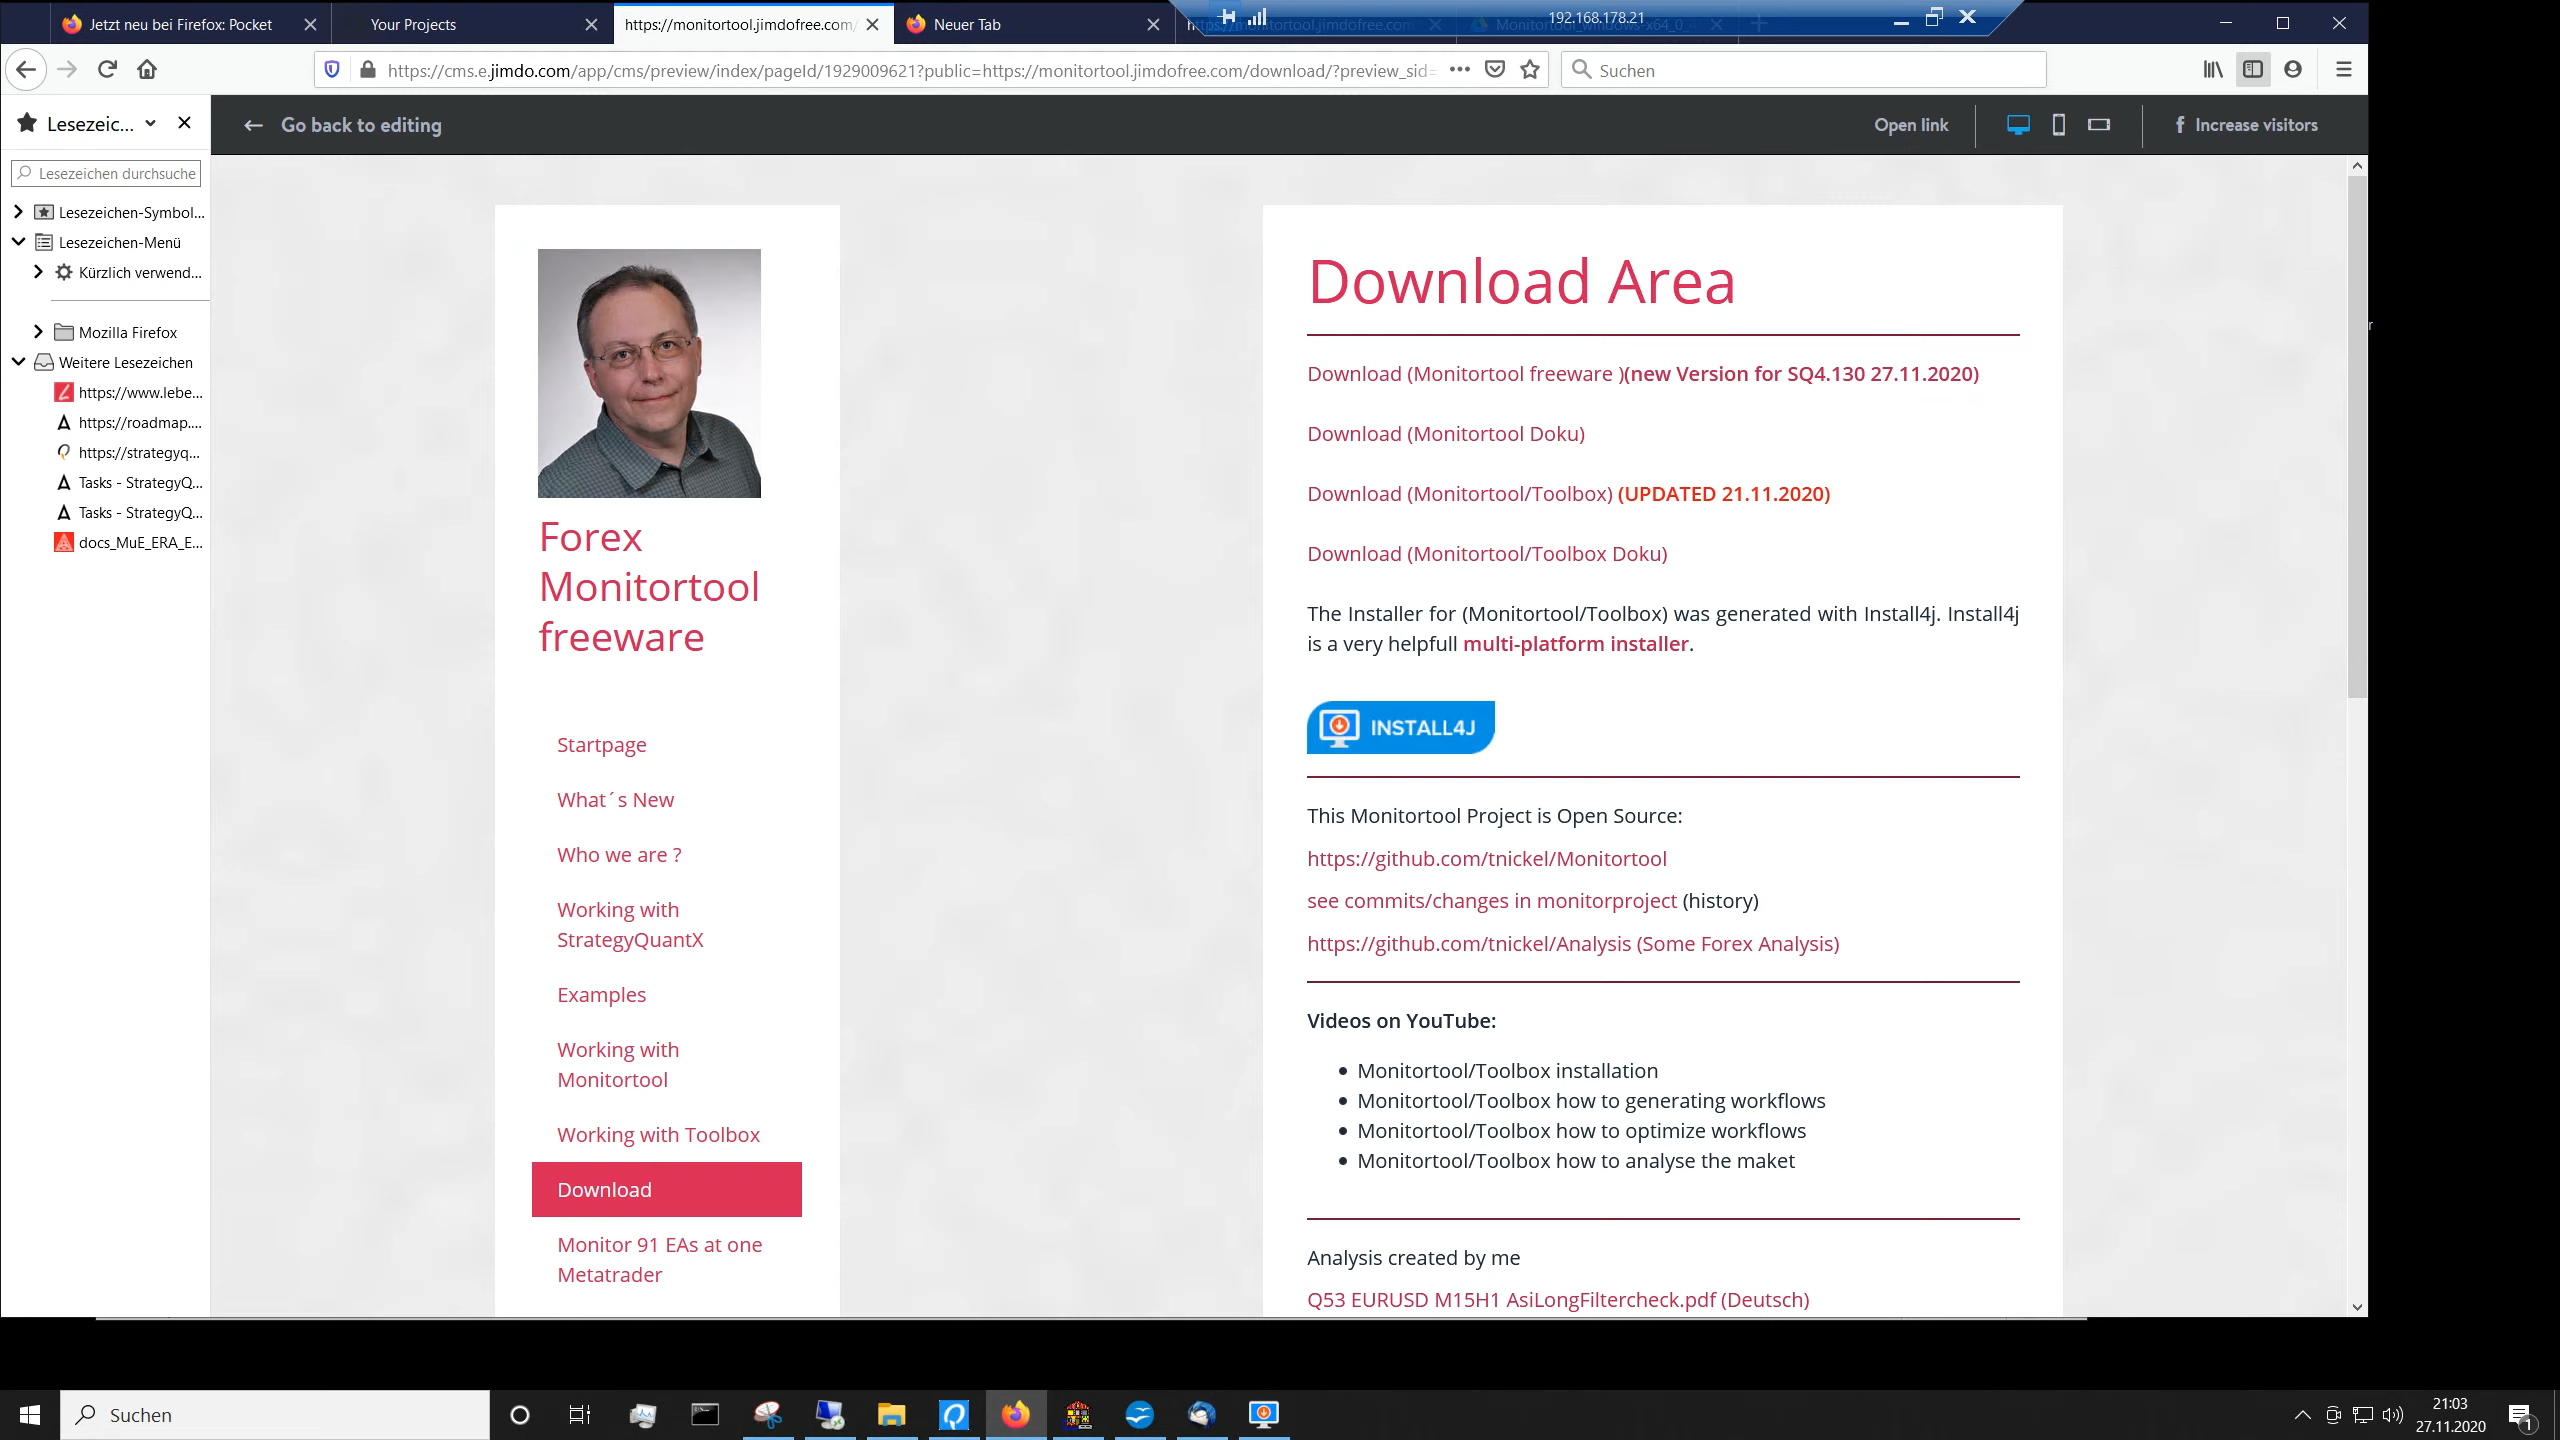 Jetzt neu bei Firefox: Pocket
Your Projects
https://monitortool.jimdofree.com/
Neuer Tab
192.168.178.21
https://cms.e.jimdo.com/app/cms/preview/index/pageId/1929009621?public=https://monitortool.jimdofree.com/download/?preview_sid=
Suchen
Lesezeic...
Go back to editing
Open link
Increase visitors
Lesezeichen durchsuche
Lesezeichen-Symbol...
Lesezeichen-Menü
Kürzlich verwend...
Mozilla Firefox
Weitere Lesezeichen
https://www.lebe...
https://roadmap....
https://strategyq...
Tasks - StrategyQ...
Tasks - StrategyQ...
docs_MuE_ERA_E...
Forex
Monitortool
freeware
Startpage
What´s New
Who we are ?
Working with
StrategyQuantX
Examples
Working with
Monitortool
Working with Toolbox
Download
Monitor 91 EAs at one
Metatrader
Download Area
Download (Monitortool freeware )(new Version for SQ4.130 27.11.2020)
Download (Monitortool Doku)
Download (Monitortool/Toolbox) (UPDATED 21.11.2020)
Download (Monitortool/Toolbox Doku)
The Installer for (Monitortool/Toolbox) was generated with Install4j. Install4j
is a very helpfull multi-platform installer.
INSTALL4J
This Monitortool Project is Open Source:
https://github.com/tnickel/Monitortool
see commits/changes in monitorproject (history)
https://github.com/tnickel/Analysis (Some Forex Analysis)
Videos on YouTube:
• Monitortool/Toolbox installation
• Monitortool/Toolbox how to generating workflows
• Monitortool/Toolbox how to optimize workflows
• Monitortool/Toolbox how to analyse the maket
Analysis created by me
Q53 EURUSD M15H1 AsiLongFiltercheck.pdf (Deutsch)
Suchen
21:03
27.11.2020
1